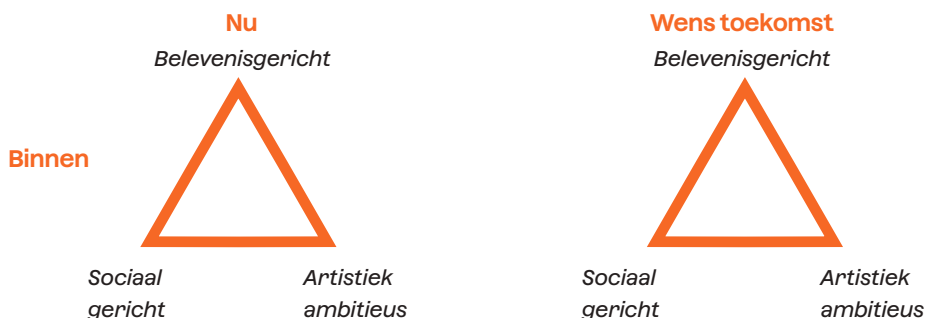 Nu
Wens toekomst
Belevenisgericht
Belevenisgericht
Binnen
Sociaal
gericht
Artistiek
ambitieus
Sociaal
gericht
Artistiek
ambitieus